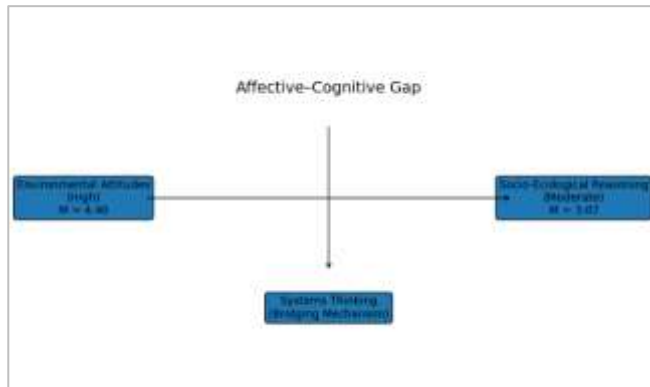 Affective–Cognitive Gap
Environmental Attitudes
(High)
M = 4.40
Socio-Ecological Reasoning
(Moderate)
M = 3.07
Systems Thinking
(Bridging Mechanism)